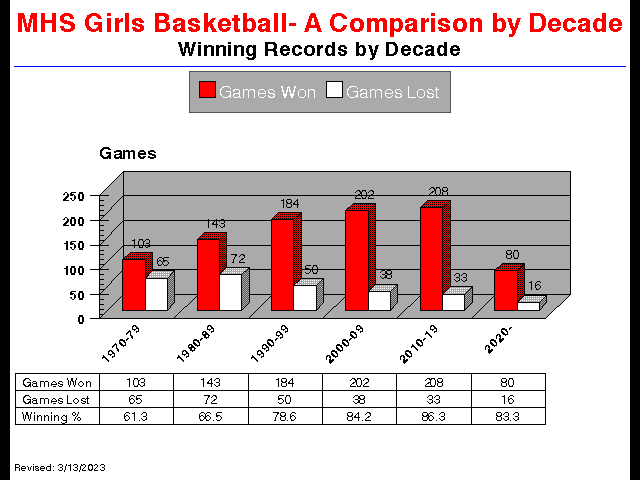 MHS Girls Basketball- A Comparison by Decade
Winning Records by Decade
Games Won Games Lost
Games
250
200
150
100
50
0
103 65 143 72 184 50 202 38 208 33 80 16
1970-79 1980-89 1990-99 2000-09 2010-19 2020-
Games Won 103 143 184 202 208 80
Games Lost 65 72 50 38 33 16
Winning % 61.3 66.5 78.6 84.2 86.3 83.3
Revised: 3/13/2023